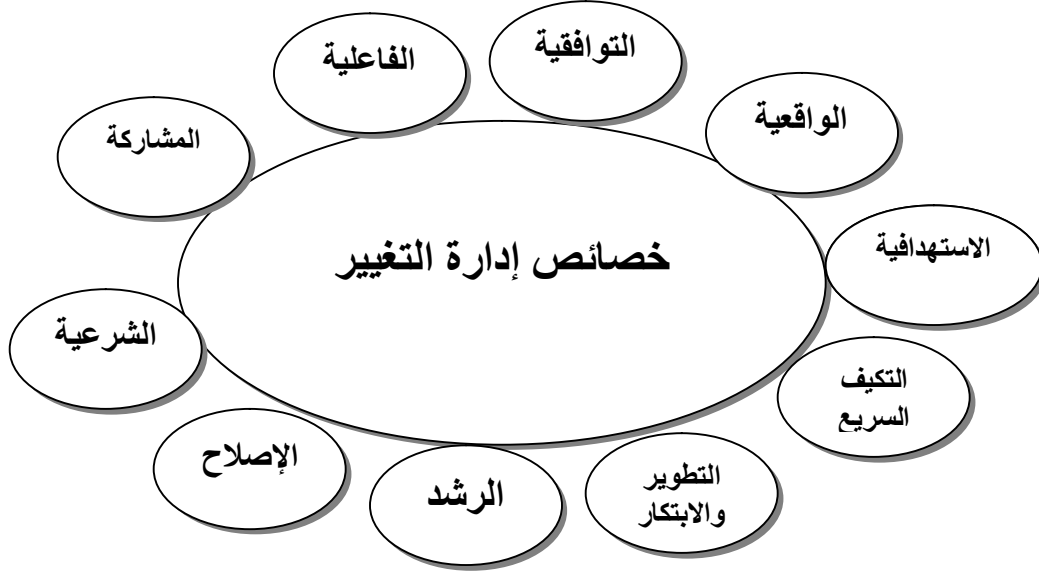 خصائص إدارة التغيير
التوافقية
الفاعلية
الواقعية
المشاركة
الاستهدافية
الشرعية
التكيف
السريع
الإصلاح
الرشد
التطوير
والابتكار